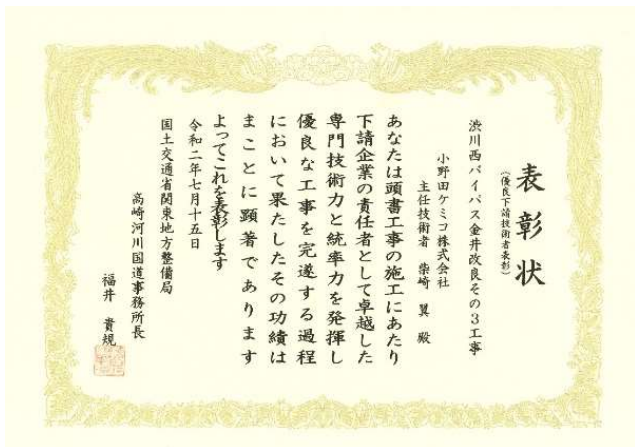 表彰状
(優良下請技術者表彰)
渋川西バイパス金井改良その3工事
小野田ケミコ株式会社
主任技術者 柴崎 翼 殿
あなたは頭書工事の施工にあたり
下請企業の責任者として卓越した
専門技術力と統率力を発揮し
優良な工事を完遂する過程
において果たしたその功績は
まことに顕著であります
よってこれを表彰します
令和二年七月十五日
国土交通省関東地方整備局
高崎河川国道事務所長
福井 貴規